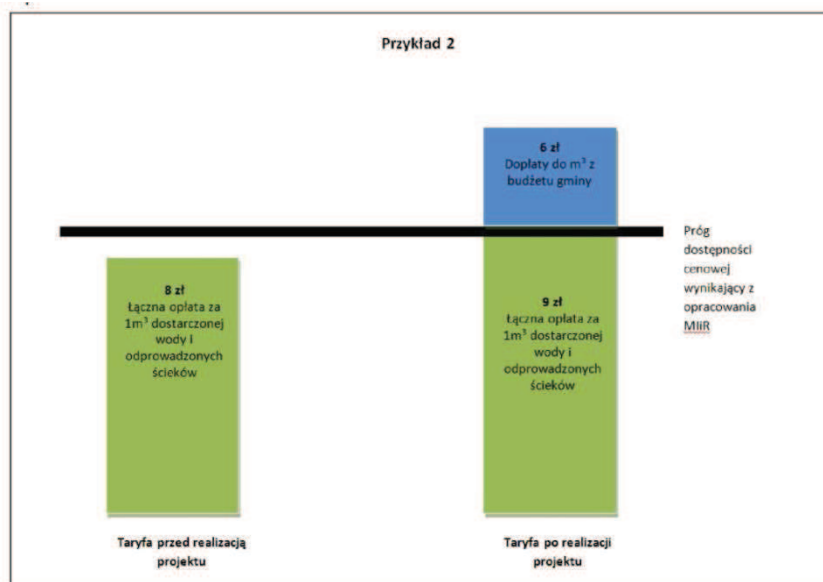 Przykład 2
6 zł
Dopłaty do m³ z
budżetu gminy
Próg
dostępności
cenowej
wynikający z
opracowania
MIiR
8 zł
Łączna opłata za
1m³ dostarczonej
wody i
odprowadzonych
ścieków
9 zł
Łączna opłata za
1m³ dostarczonej
wody i
odprowadzonych
ścieków
Taryfa przed realizacją
projektu
Taryfa po realizacji
projektu